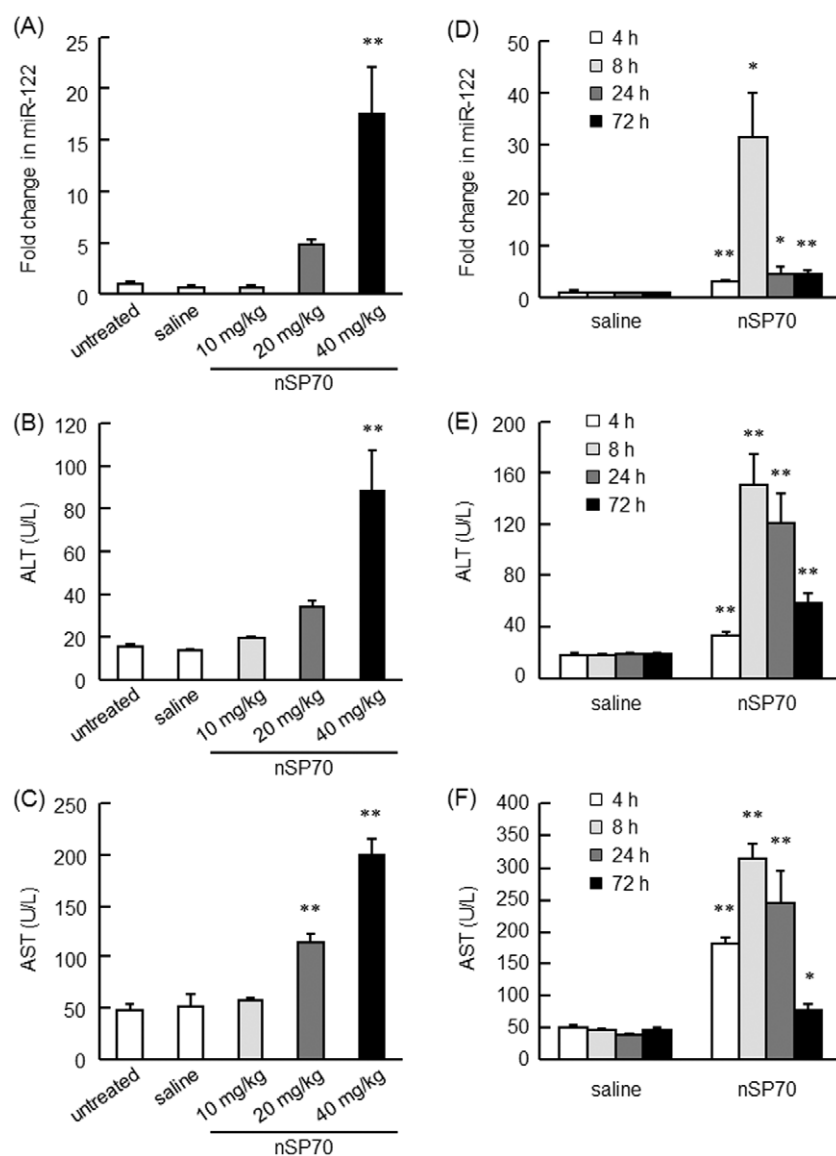 (A)
Fold change in miR-122
25
20
15
10
5
0
**
untreated
saline
10 mg/kg
20 mg/kg
40 mg/kg
nSP70
(D)
Fold change in miR-122
50
40
30
20
10
0
4 h
8 h
24 h
72 h
**
*
*
**
saline
nSP70
(B)
ALT (U/L)
120
100
80
60
40
20
0
**
untreated
saline
10 mg/kg
20 mg/kg
40 mg/kg
nSP70
(E)
ALT (U/L)
200
160
120
80
40
0
4 h
8 h
24 h
72 h
**
**
**
**
saline
nSP70
(C)
AST (U/L)
250
200
150
100
50
0
**
**
untreated
saline
10 mg/kg
20 mg/kg
40 mg/kg
nSP70
(F)
AST (U/L)
400
350
300
250
200
150
100
50
0
4 h
8 h
24 h
72 h
**
**
**
*
saline
nSP70